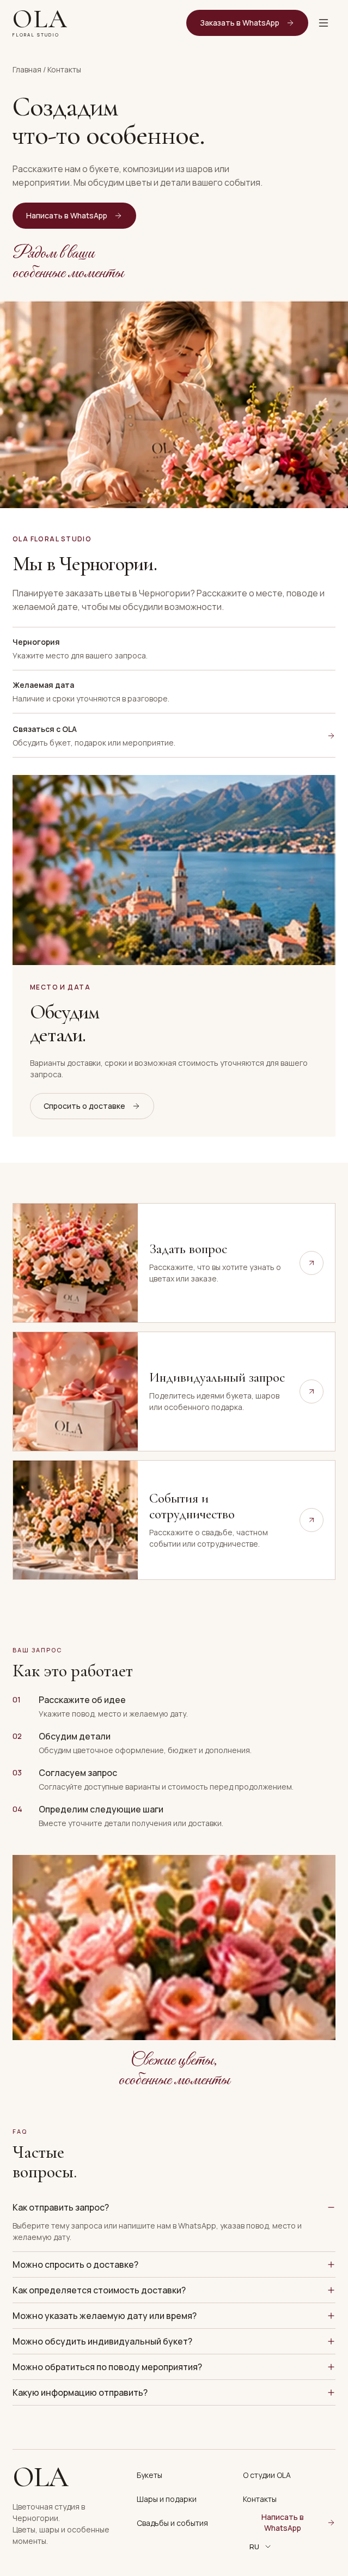 OLA
FLORAL STUDIO
Заказать в WhatsApp
Главная / Контакты
Создадим
что-то особенное.
Расскажите нам о букете, композиции из шаров или
мероприятии. Мы обсудим цветы и детали вашего события.
Написать в WhatsApp
Рядом в ваши
особенные моменты
OLA
OLA FLORAL STUDIO
Мы в Черногории.
Планируете заказать цветы в Черногории? Расскажите о месте, поводе и
желаемой дате, чтобы мы обсудили возможности.
Черногория
Укажите место для вашего запроса.
Желаемая дата
Наличие и сроки уточняются в разговоре.
Связаться с OLA
Обсудить букет, подарок или мероприятие.
МЕСТО И ДАТА
Обсудим
детали.
Варианты доставки, сроки и возможная стоимость уточняются для вашего
запроса.
Спросить о доставке
OLA
Задать вопрос
Расскажите, что вы хотите узнать о
цветах или заказе.
OLA
Индивидуальный запрос
Поделитесь идеями букета, шаров
или особенного подарка.
События и
сотрудничество
Расскажите о свадьбе, частном
событии или сотрудничестве.
ВАШ ЗАПРОС
Как это работает
01 Расскажите об идее
Укажите повод, место и желаемую дату.
02 Обсудим детали
Обсудим цветочное оформление, бюджет и дополнения.
03 Согласуем запрос
Согласуйте доступные варианты и стоимость перед продолжением.
04 Определим следующие шаги
Вместе уточните детали получения или доставки.
Свежие цветы,
особенные моменты
FAQ
Частые
вопросы.
Как отправить запрос?
Выберите тему запроса или напишите нам в WhatsApp, указав повод, место и
желаемую дату.
Можно спросить о доставке?
Как определяется стоимость доставки?
Можно указать желаемую дату или время?
Можно обсудить индивидуальный букет?
Можно обратиться по поводу мероприятия?
Какую информацию отправить?
OLA
Цветочная студия в
Черногории.
Цветы, шары и особенные
моменты.
Букеты
Шары и подарки
Свадьбы и события
О студии OLA
Контакты
Написать в
WhatsApp
RU